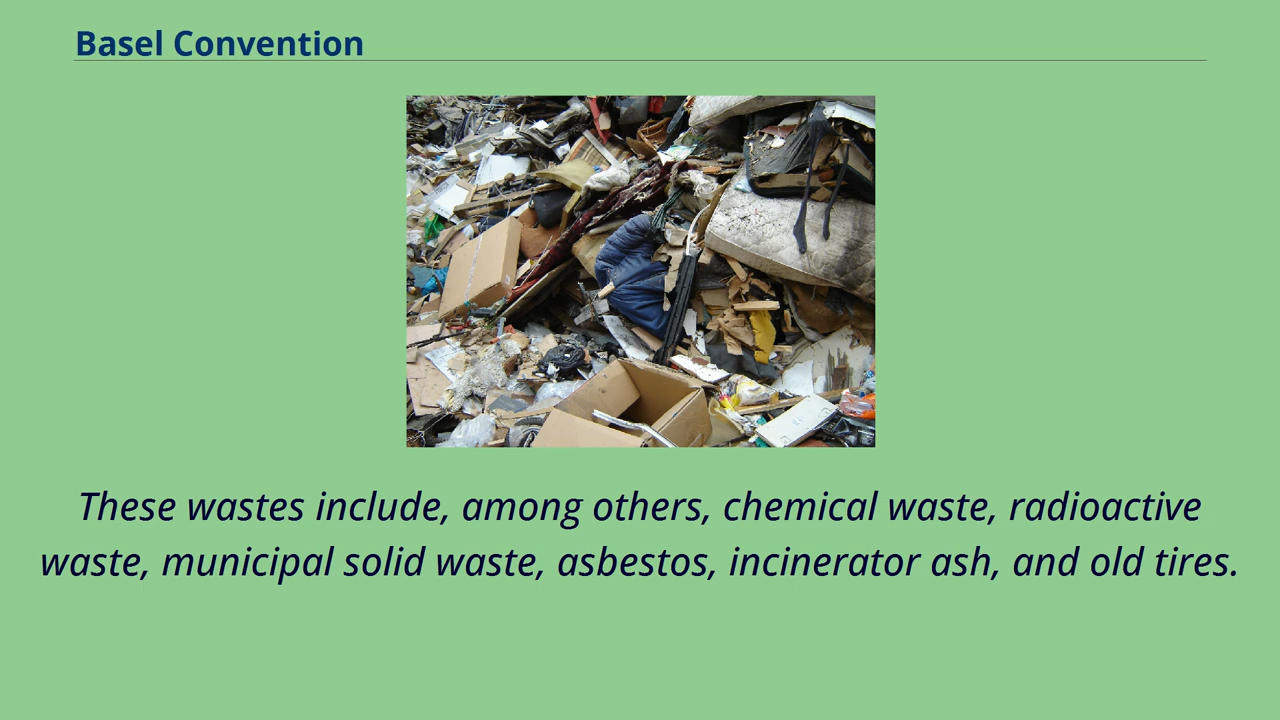 Basel Convention
These wastes include, among others, chemical waste, radioactive
waste, municipal solid waste, asbestos, incinerator ash, and old tires.